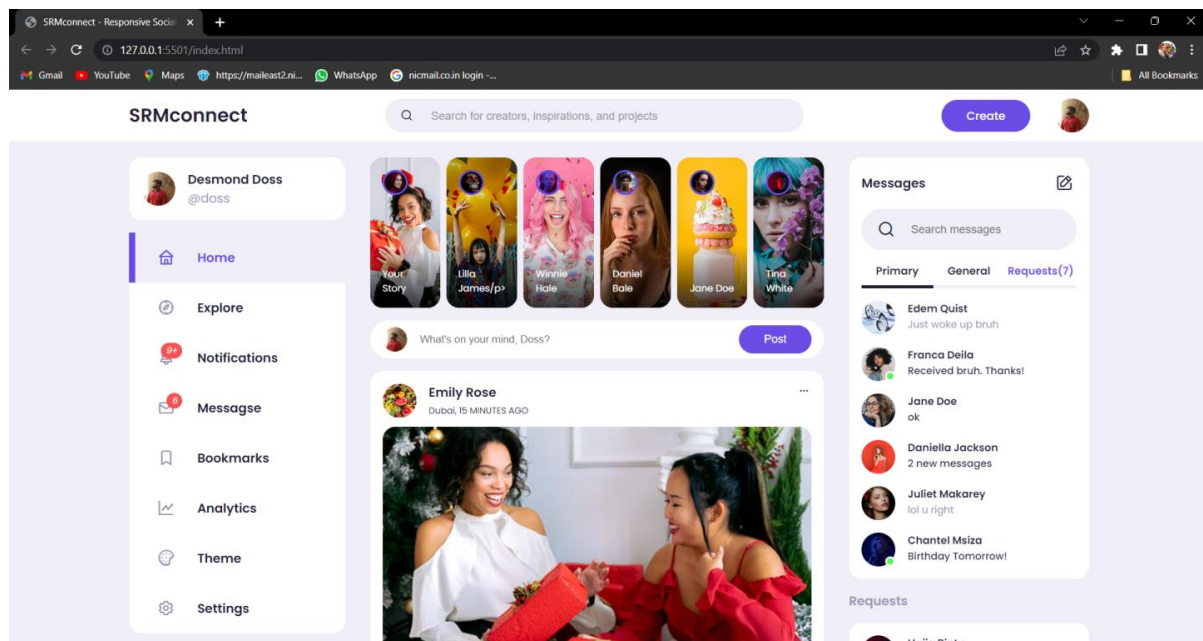 SRMconnect - Responsive Social
127.0.0.1:5501/index.html
Gmail YouTube Maps https://maileast2.ni... WhatsApp nicmail.co.in login -... All Bookmarks
SRMconnect
Search for creators, inspirations, and projects
Create
Desmond Doss
@doss
Home
Explore
9+
Notifications
6
Messagse
Bookmarks
Analytics
Theme
Settings
Your
Story
Lilla
James/p>
Winnie
Hale
Daniel
Bale
Jane Doe
Tina
White
What's on your mind, Doss?
Post
Emily Rose
Dubai, 15 MINUTES AGO
Messages
Search messages
Primary General Requests(7)
Edem Quist
Just woke up bruh
Franca Deila
Received bruh. Thanks!
Jane Doe
ok
Daniella Jackson
2 new messages
Juliet Makarey
lol u right
Chantel Msiza
Birthday Tomorrow!
Requests